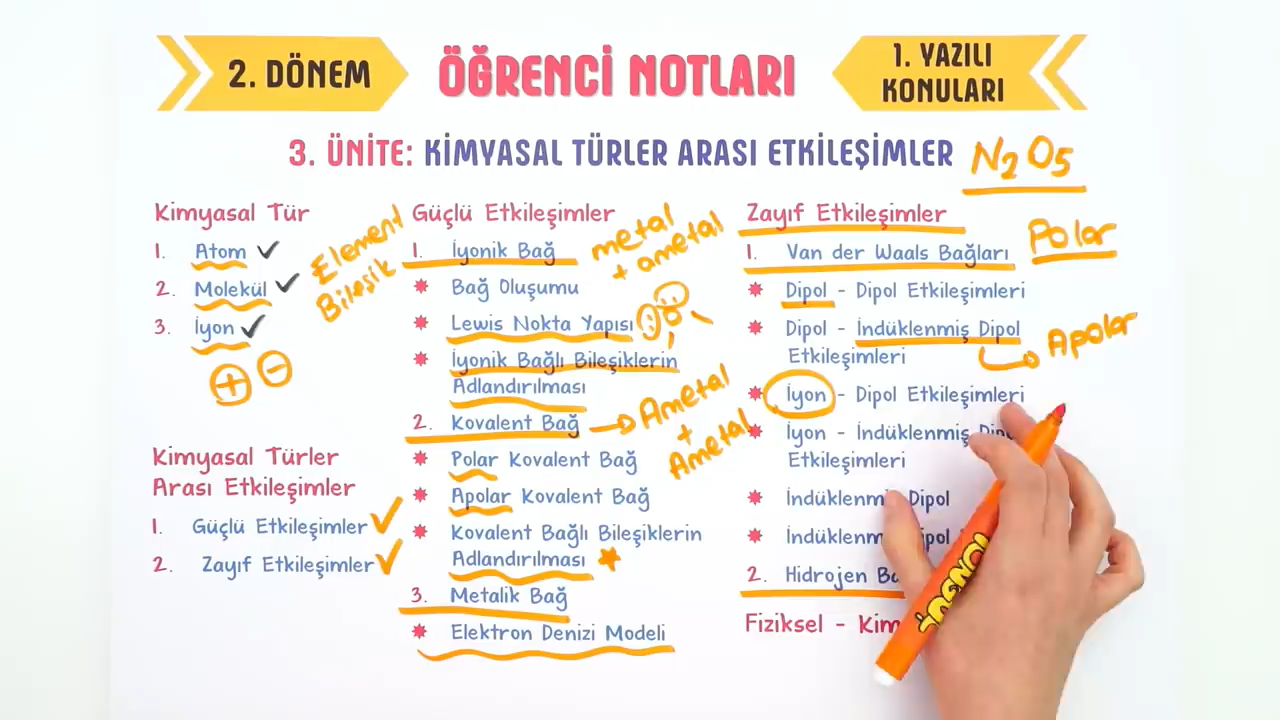 2. DÖNEM
ÖĞRENCİ NOTLARI
1. YAZILI
KONULARI
3. ÜNİTE: KİMYASAL TÜRLER ARASI ETKİLEŞİMLER
N2O5
Kimyasal Tür
1. Atom
2. Molekül
3. İyon
Element
Bileşik
+ -
Kimyasal Türler
Arası Etkileşimler
1. Güçlü Etkileşimler
2. Zayıf Etkileşimler
Güçlü Etkileşimler
1. İyonik Bağ
metal
+ ametal
Bağ Oluşumu
Lewis Nokta Yapısı
İyonik Bağlı Bileşiklerin
Adlandırılması
2. Kovalent Bağ
Ametal
+
Ametal
Polar Kovalent Bağ
Apolar Kovalent Bağ
Kovalent Bağlı Bileşiklerin
Adlandırılması
3. Metalik Bağ
Elektron Denizi Modeli
Zayıf Etkileşimler
1. Van der Waals Bağları
Polar
Dipol - Dipol Etkileşimleri
Dipol - İndüklenmiş Dipol
Etkileşimleri
Apolar
İyon - Dipol Etkileşimleri
İyon - İndüklenmiş
Etkileşimleri
Dipol
2. Hidrojen
Fiziksel -